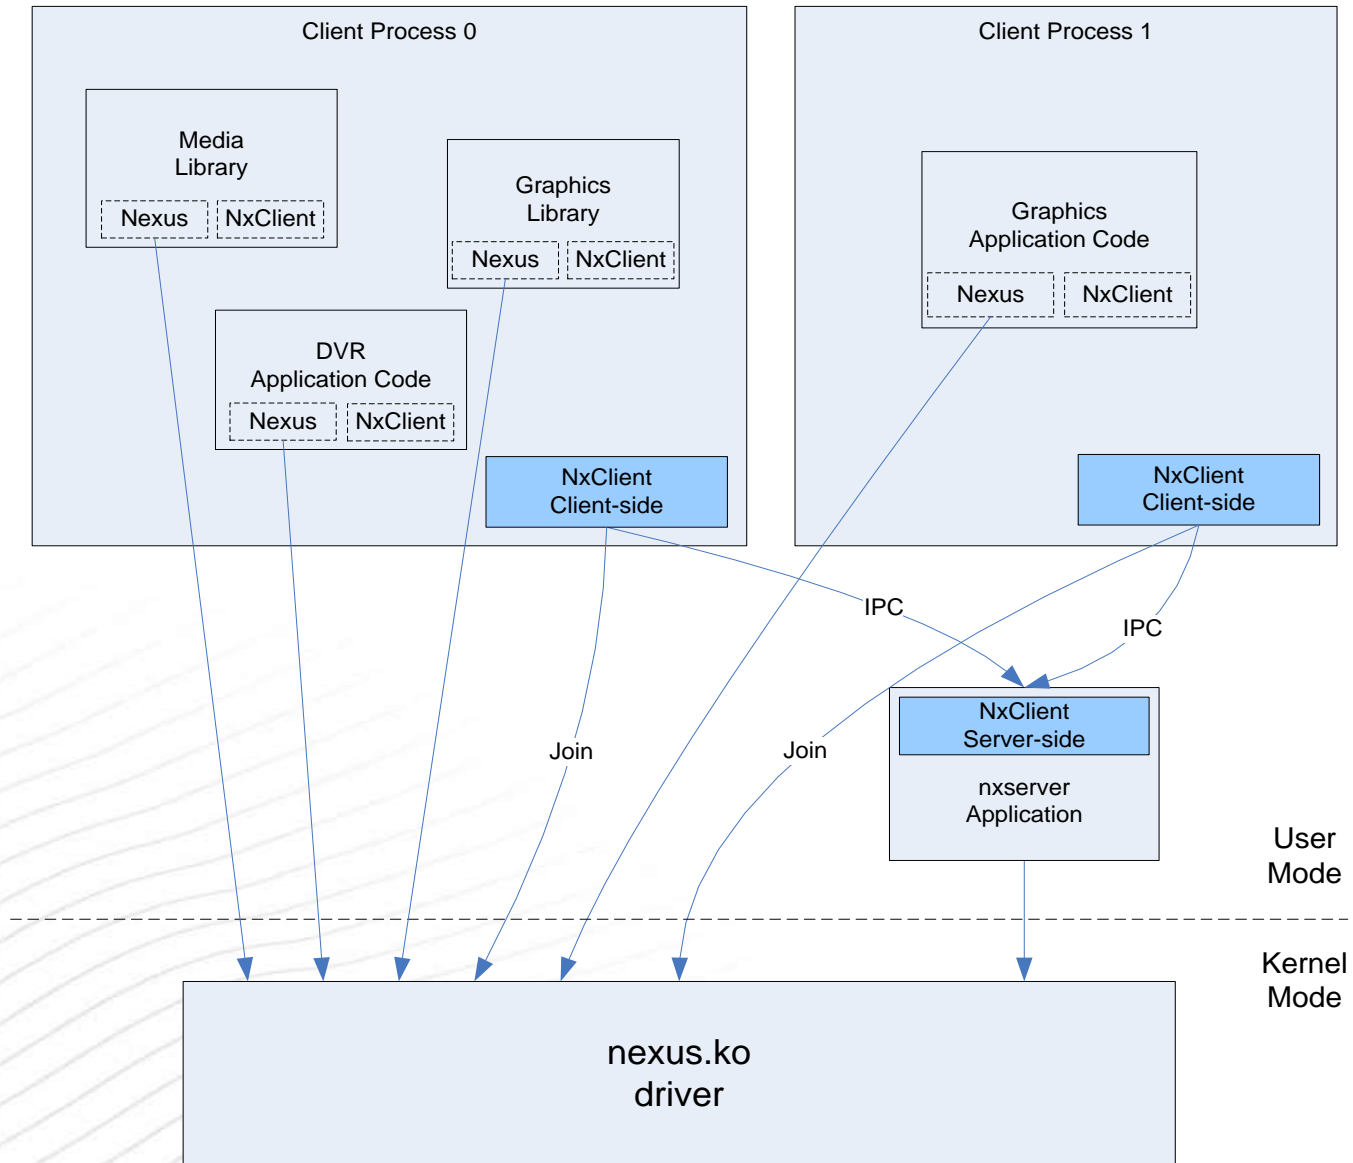 Client Process 0
Client Process 1
Media
Library
Nexus
NxClient
Graphics
Library
Nexus
NxClient
DVR
Application Code
Nexus
NxClient
NxClient
Client-side
Graphics
Application Code
Nexus
NxClient
NxClient
Client-side
IPC
IPC
Join
Join
NxClient
Server-side
nxserver
Application
User
Mode
Kernel
Mode
nexus.ko
driver